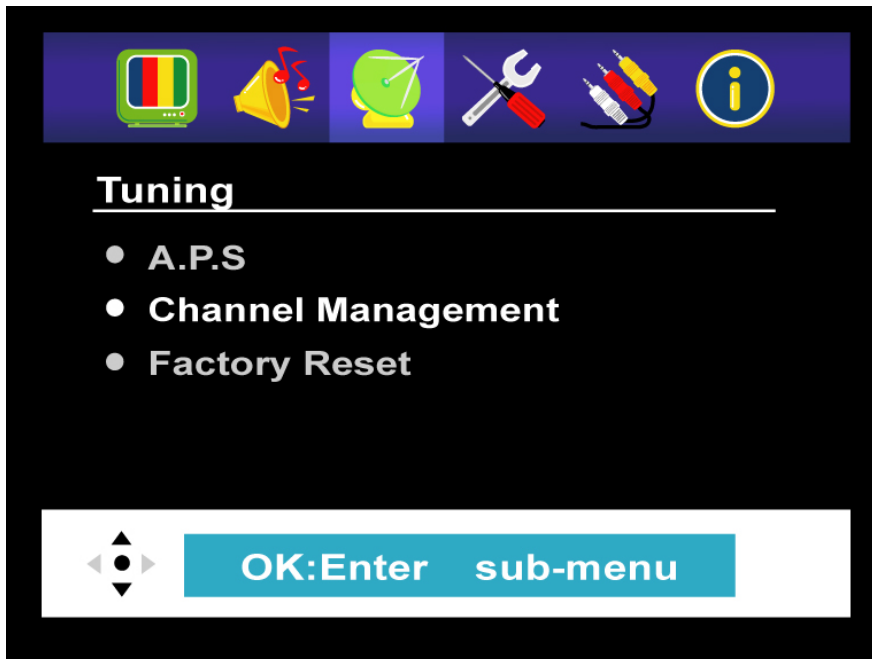 Tuning
A.P.S
Channel Management
Factory Reset
OK:Enter sub-menu